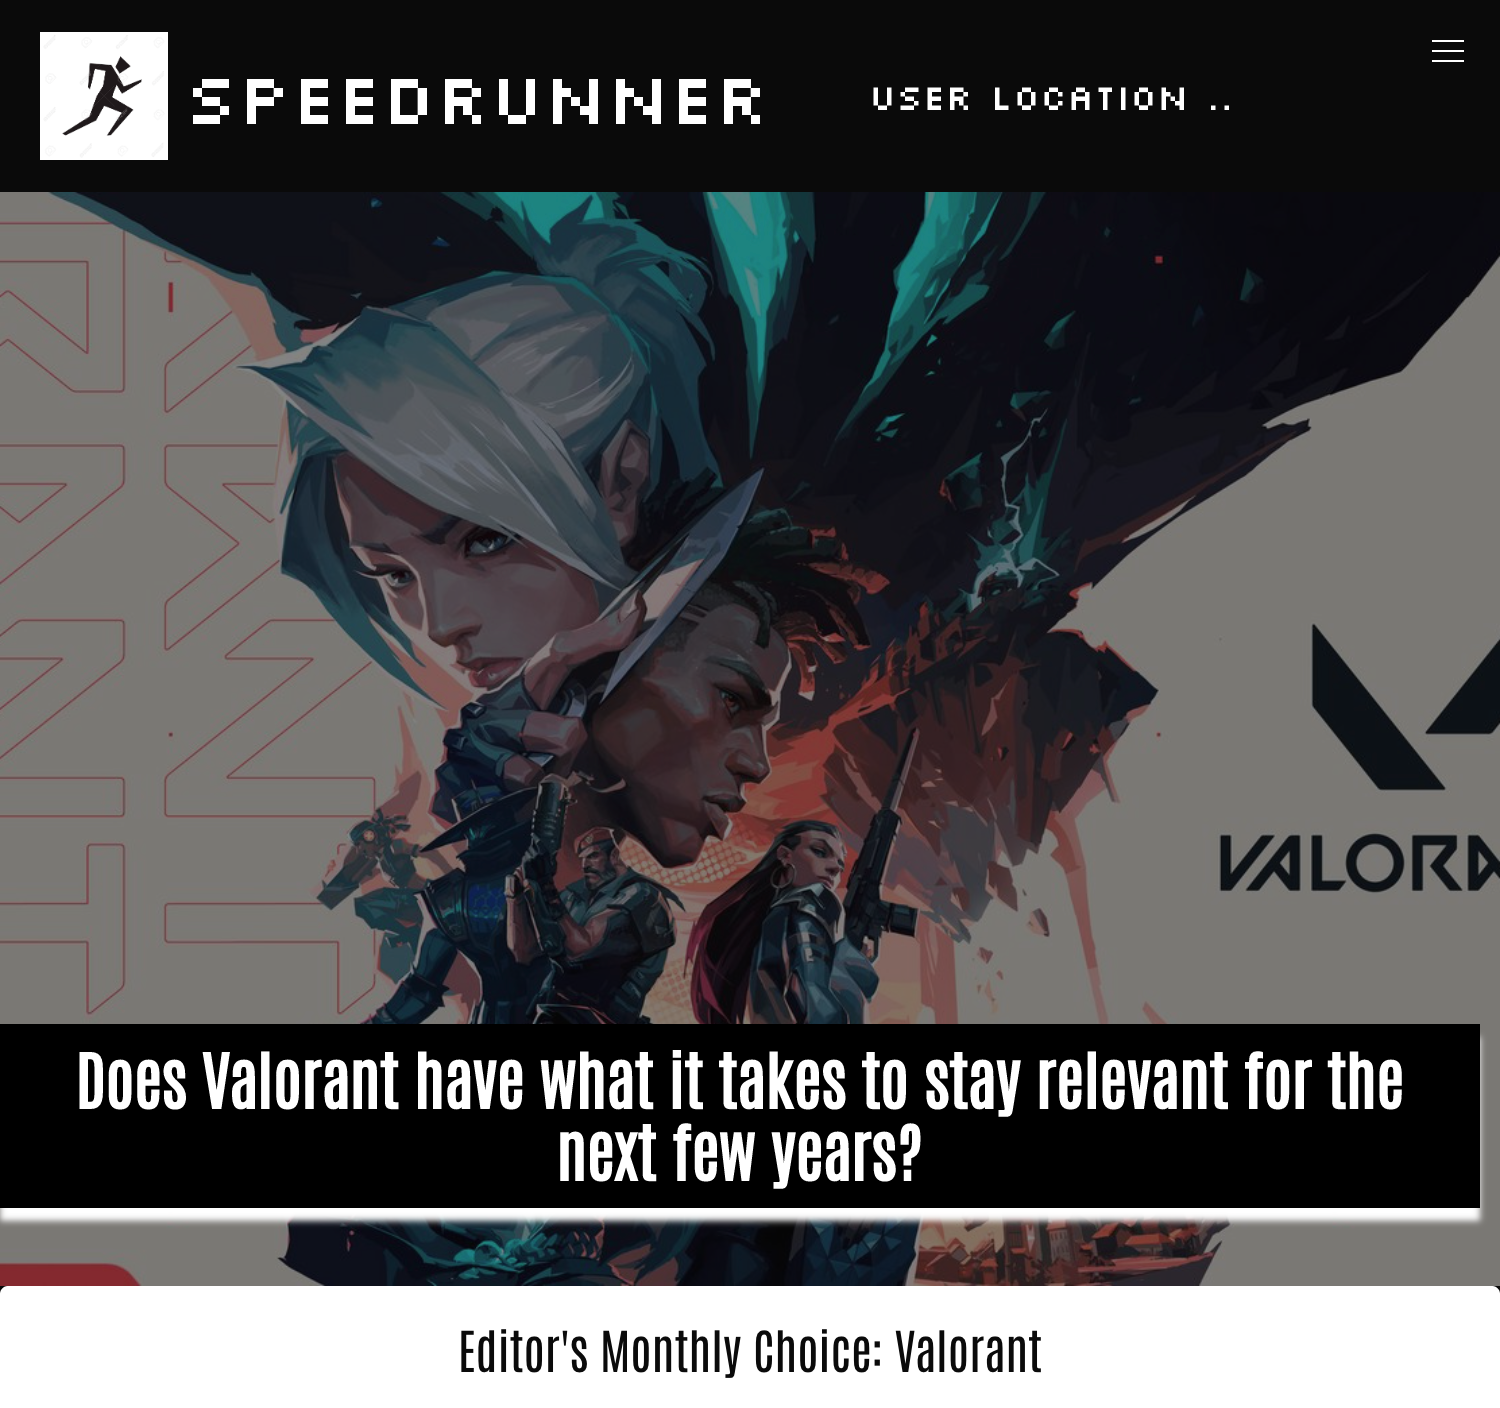 SPEEDRUNNER
USER LOCATION ..
VALORA
Does Valorant have what it takes to stay relevant for the
next few years?
Editor's Monthly Choice: Valorant